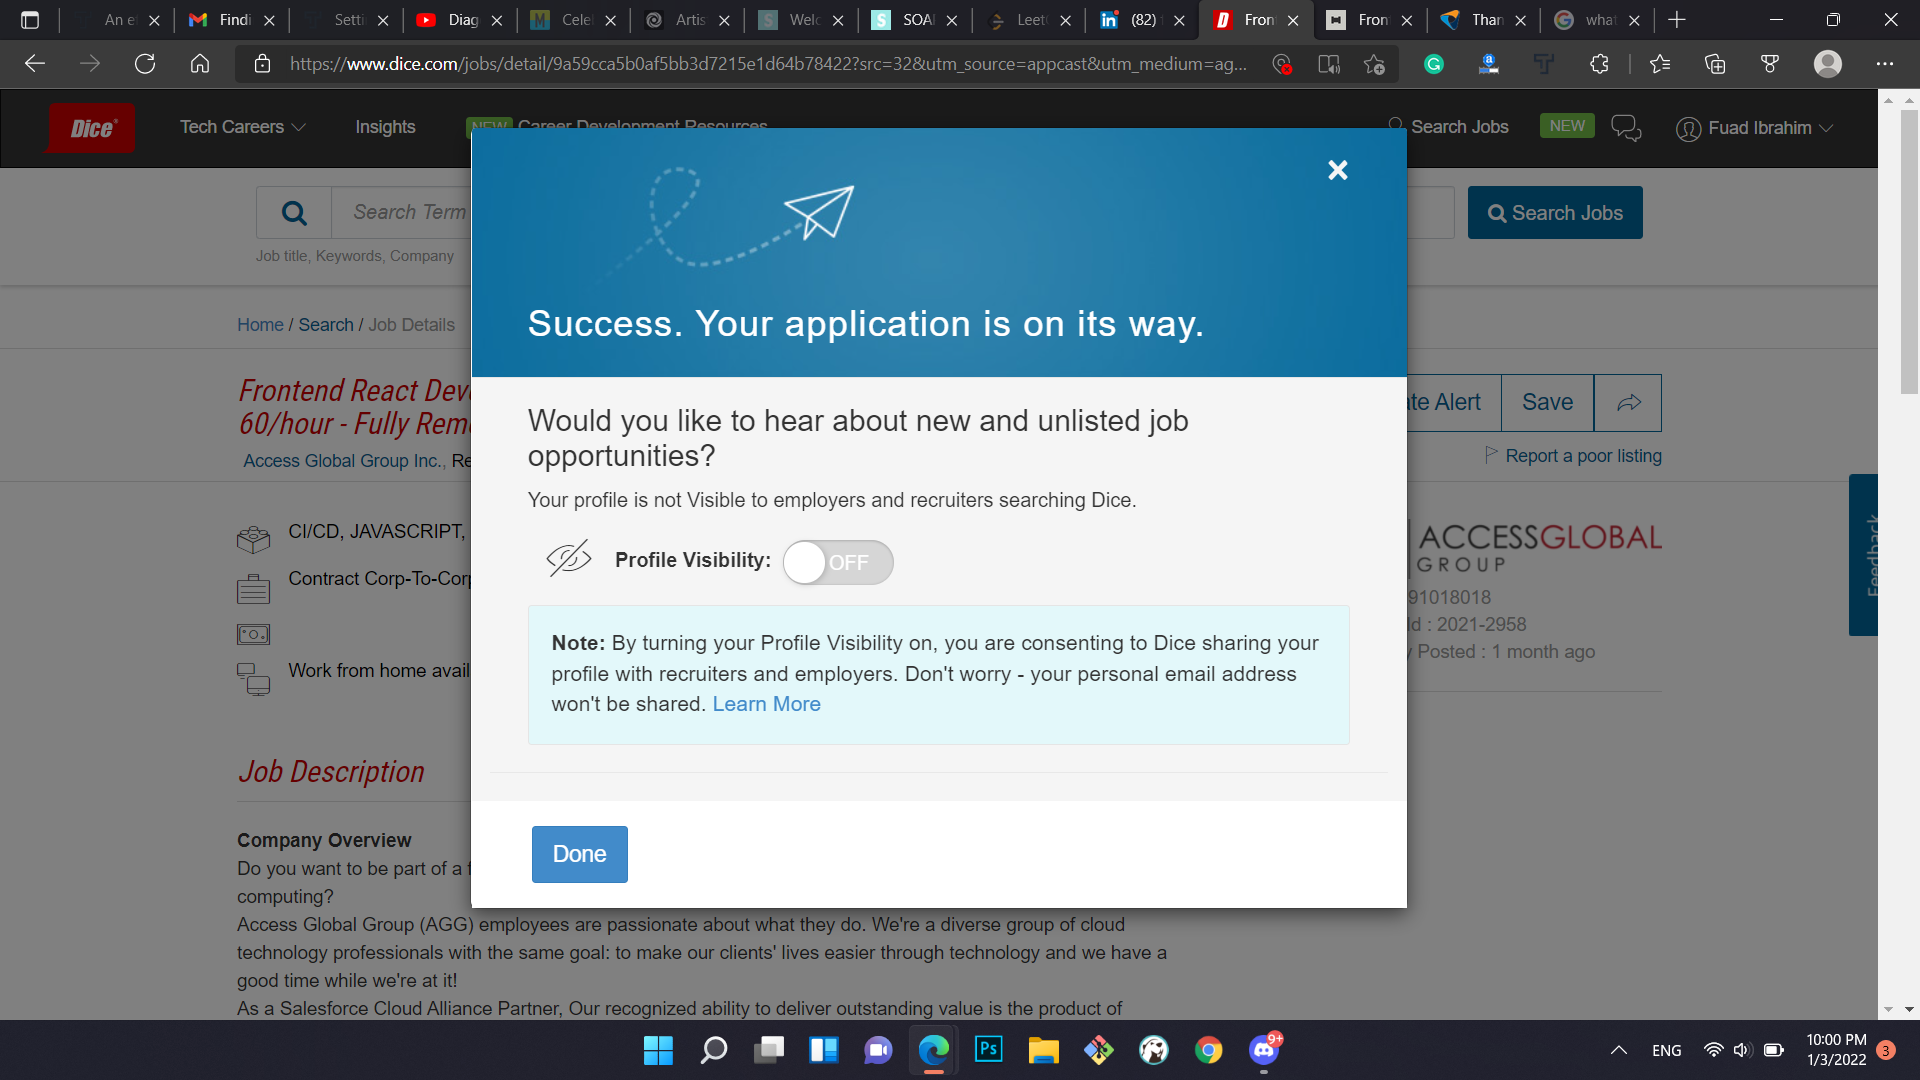 An e
Findi
Setti
Diag
Cele
Artis
Welc
SOA
Leet
(82)
Fron
Fron
Than
what
https://www.dice.com/jobs/detail/9a59cca5b0af5bb3d7215e1d64b78422?src=32&utm_source=appcast&utm_medium=ag...
Dice
Tech Careers
Insights
NEW Career Development Resources
Search Jobs
NEW
Fuad Ibrahim
Search Term
Search Jobs
Job title, Keywords, Company
Success. Your application is on its way.
Home / Search / Job Details
Frontend React Dev
60/hour - Fully Rem
Access Global Group Inc., Re
te Alert
Save
Report a poor listing
Would you like to hear about new and unlisted job
opportunities?
Your profile is not Visible to employers and recruiters searching Dice.
Profile Visibility:
OFF
Note: By turning your Profile Visibility on, you are consenting to Dice sharing your
profile with recruiters and employers. Don't worry - your personal email address
won't be shared. Learn More
Done
CI/CD, JAVASCRIPT,
Contract Corp-To-Corp
Work from home avail
ACCESSGLOBAL
GROUP
91018018
Id : 2021-2958
Posted : 1 month ago
Feedback
Job Description
Company Overview
Do you want to be part of a f
computing?
Access Global Group (AGG) employees are passionate about what they do. We're a diverse group of cloud
technology professionals with the same goal: to make our clients' lives easier through technology and we have a
good time while we're at it!
As a Salesforce Cloud Alliance Partner, Our recognized ability to deliver outstanding value is the product of
Ps
9+
ENG
10:00 PM
1/3/2022
3